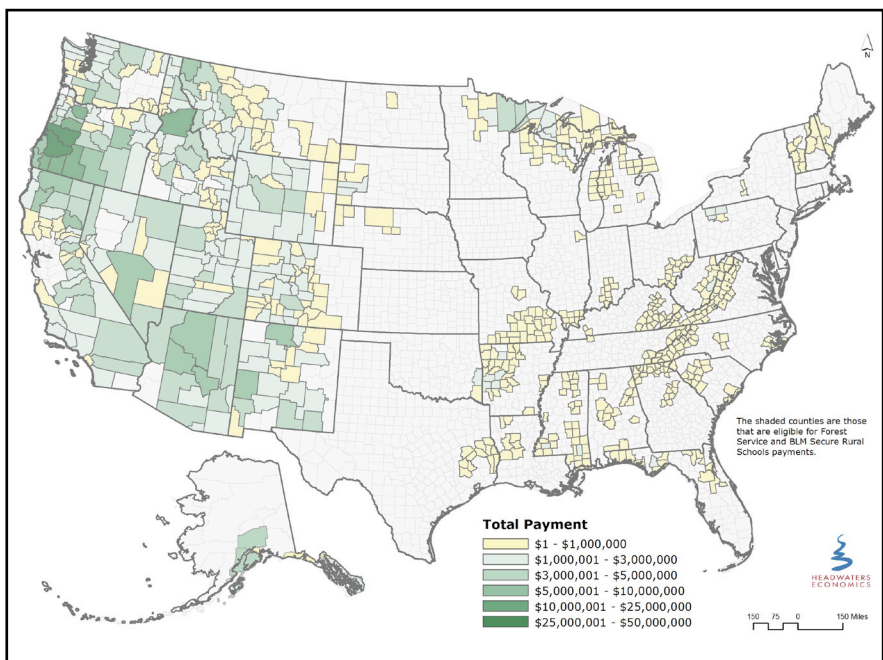 N
The shaded counties are those
that are eligible for Forest
Service and BLM Secure Rural
Schools payments.
Total Payment
$1 - $1,000,000
$1,000,001 - $3,000,000
$3,000,001 - $5,000,000
$5,000,001 - $10,000,000
$10,000,001 - $25,000,000
$25,000,001 - $50,000,000
HEADWATERS
ECONOMICS
150 75 0 150 Miles